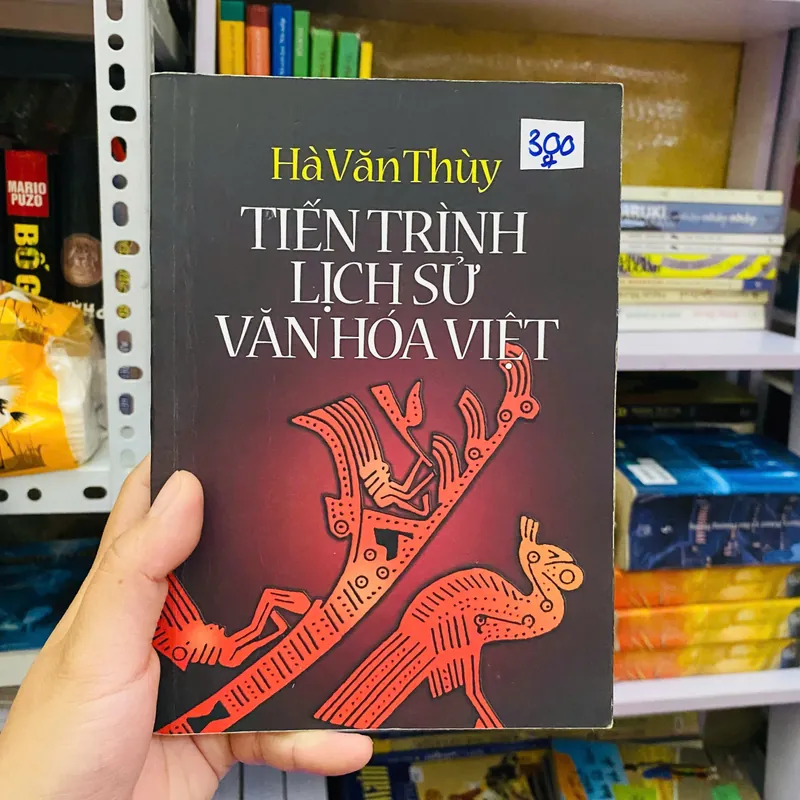 300
Hà Văn Thùy
TIẾN TRÌNH
LỊCH SỬ
VĂN HÓA VIỆT
MARIO
PUZO